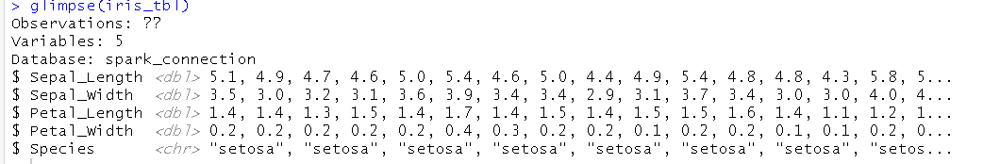 > glimpse(iris_tbl)
Observations: ??
Variables: 5
Database: spark_connection
$ Sepal_Length <dbl> 5.1, 4.9, 4.7, 4.6, 5.0, 5.4, 4.6, 5.0, 4.4, 4.9, 5.4, 4.8, 4.8, 4.3, 5.8, 5...
$ Sepal_Width <dbl> 3.5, 3.0, 3.2, 3.1, 3.6, 3.9, 3.4, 3.4, 2.9, 3.1, 3.7, 3.4, 3.0, 3.0, 4.0, 4...
$ Petal_Length <dbl> 1.4, 1.4, 1.3, 1.5, 1.4, 1.7, 1.4, 1.5, 1.4, 1.5, 1.5, 1.6, 1.4, 1.1, 1.2, 1...
$ Petal_Width <dbl> 0.2, 0.2, 0.2, 0.2, 0.2, 0.4, 0.3, 0.2, 0.2, 0.1, 0.2, 0.2, 0.1, 0.1, 0.2, 0...
$ Species <chr> "setosa", "setosa", "setosa", "setosa", "setosa", "setosa", "setosa", "setos...